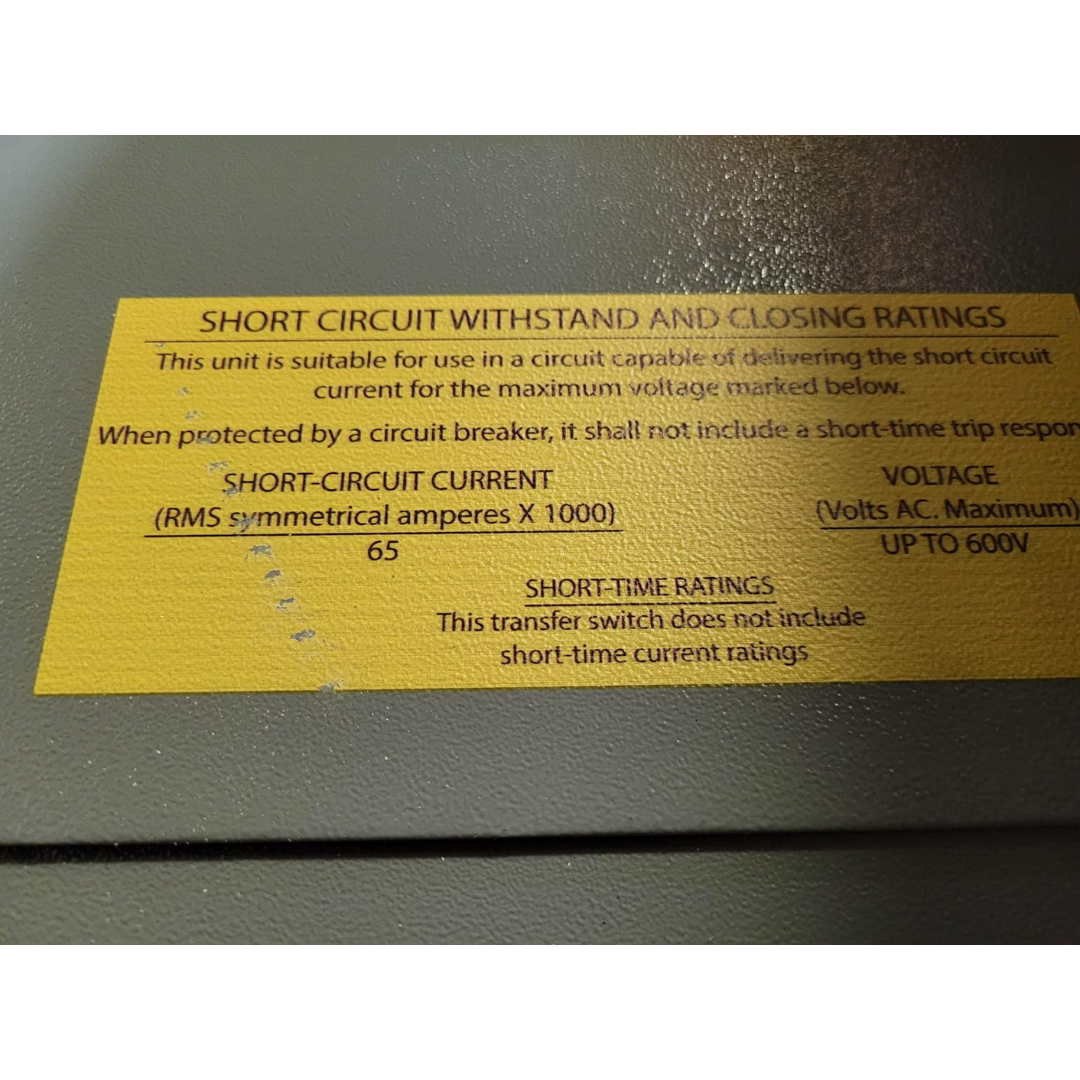 SHORT CIRCUIT WITHSTAND AND CLOSING RATINGS
This unit is suitable for use in a circuit capable of delivering the short circuit
current for the maximum voltage marked below.
When protected by a circuit breaker, it shall not include a short-time trip respon
SHORT-CIRCUIT CURRENT
(RMS symmetrical amperes X 1000)
65
VOLTAGE
(Volts AC. Maximum)
UP TO 600V
SHORT-TIME RATINGS
This transfer switch does not include
short-time current ratings